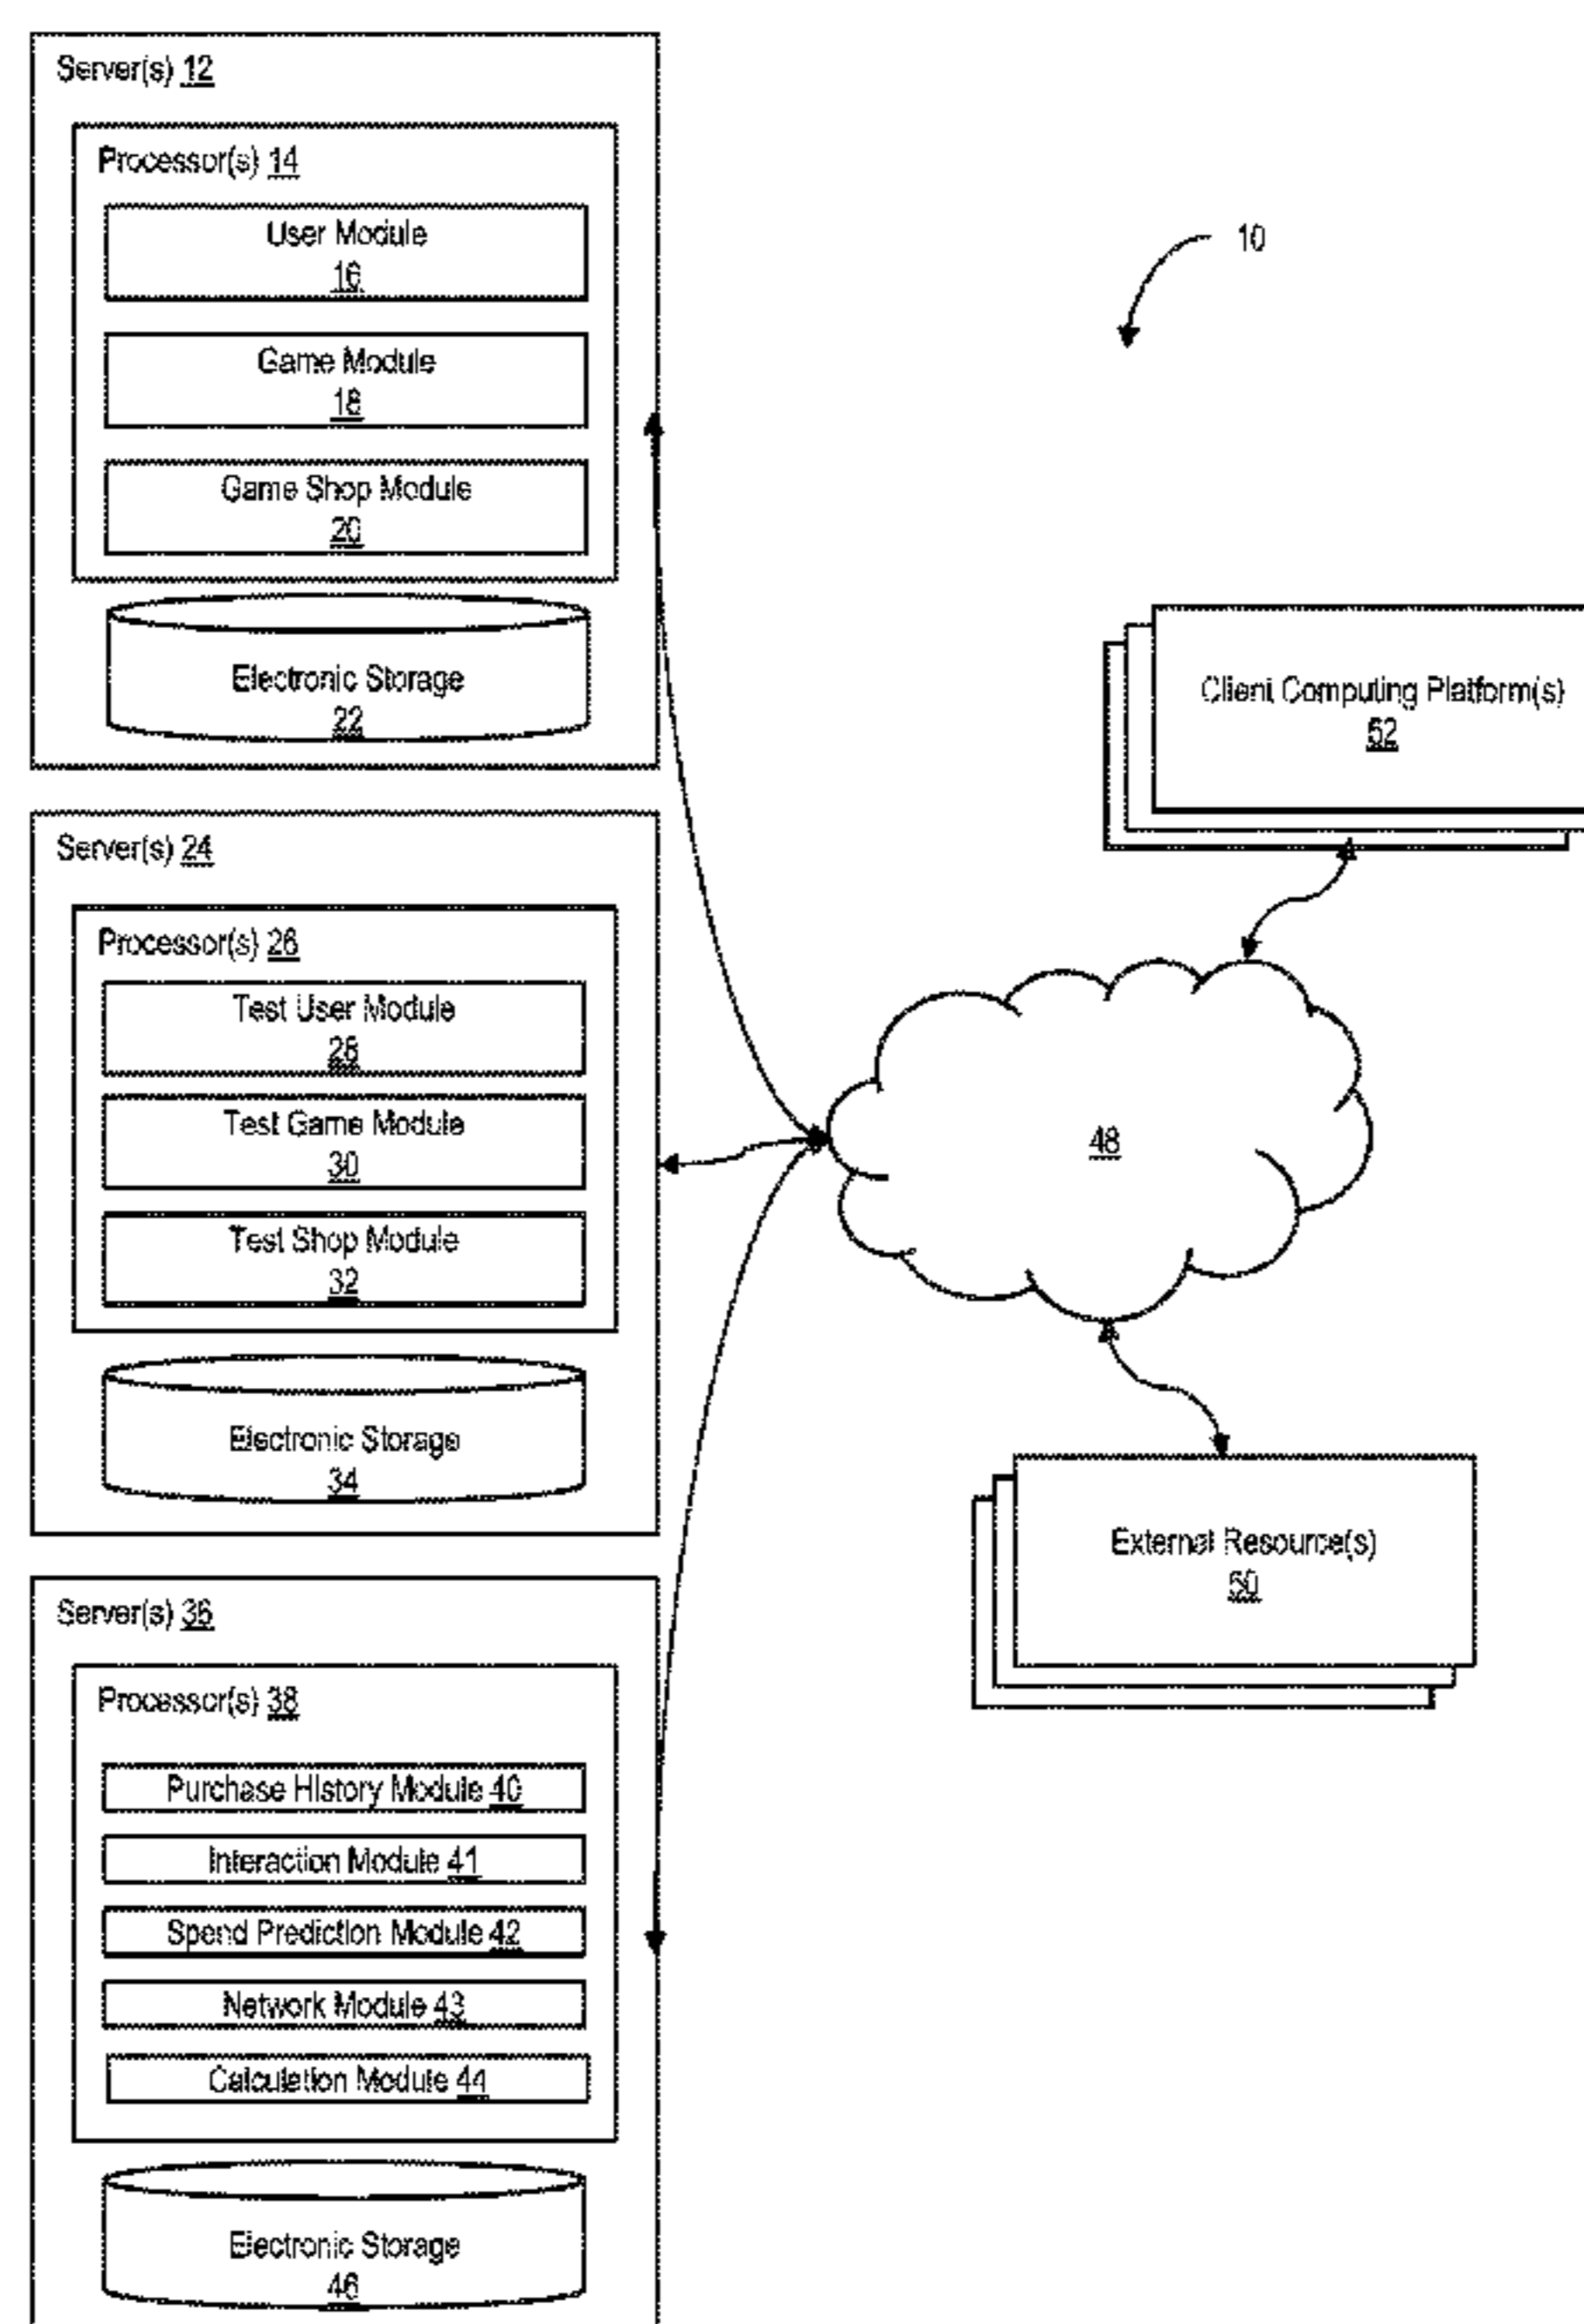 Server(s) 12
Processor(s) 14
User Module
16
Game Module
18
Game Shop Module
20
Electronic Storage
22
Server(s) 24
Processor(s) 26
Test User Module
28
Test Game Module
30
Test Shop Module
32
Electronic Storage
34
Server(s) 36
Processor(s) 38
Purchase History Module 40
Interaction Module 41
Spend Prediction Module 42
Network Module 43
Calculation Module 44
Electronic Storage
46
10
Client Computing Platform(s)
52
48
External Resource(s)
50